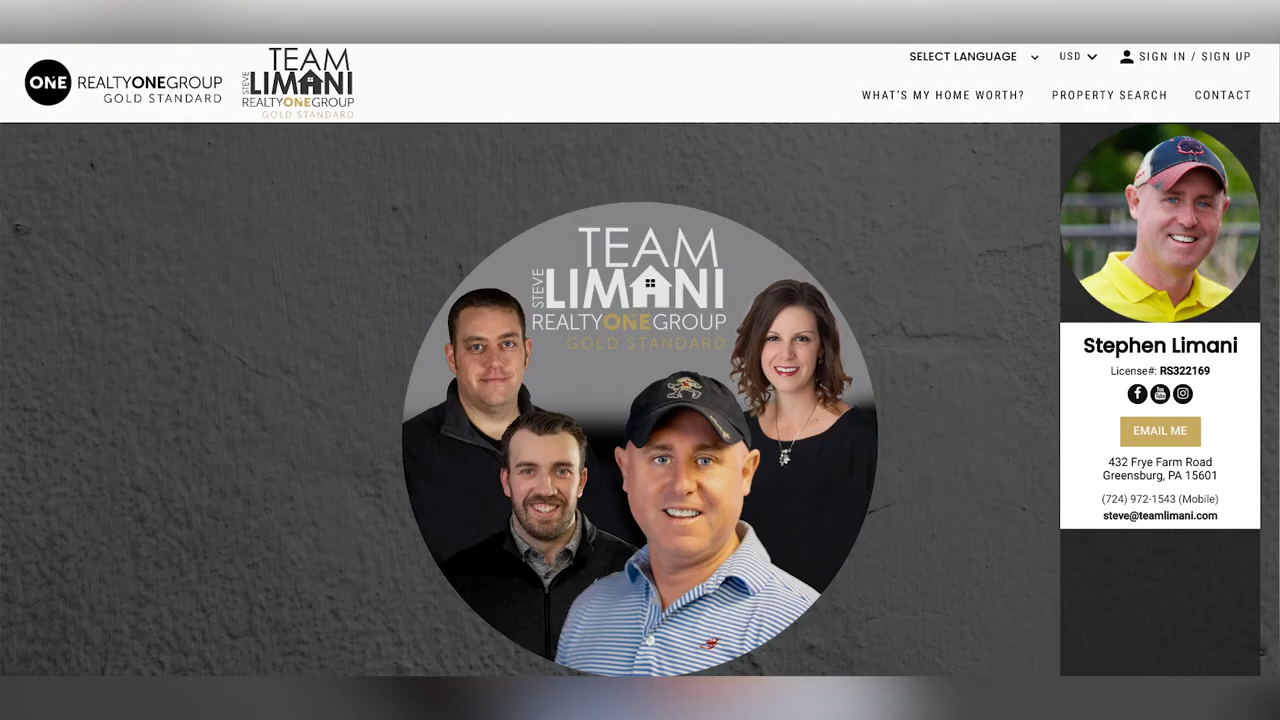 ONE REALTYONEGROUP
GOLD STANDARD
TEAM
STEVE
LIMANI
REALTYONEGROUP
GOLD STANDARD
SELECT LANGUAGE
USD
SIGN IN / SIGN UP
WHAT'S MY HOME WORTH?
PROPERTY SEARCH
CONTACT
TEAM
STEVE
LIMANI
REALTYONEGROUP
GOLD STANDARD
Stephen Limani
License#: RS322169
EMAIL ME
432 Frye Farm Road
Greensburg, PA 15601
(724) 972-1543 (Mobile)
steve@teamlimani.com